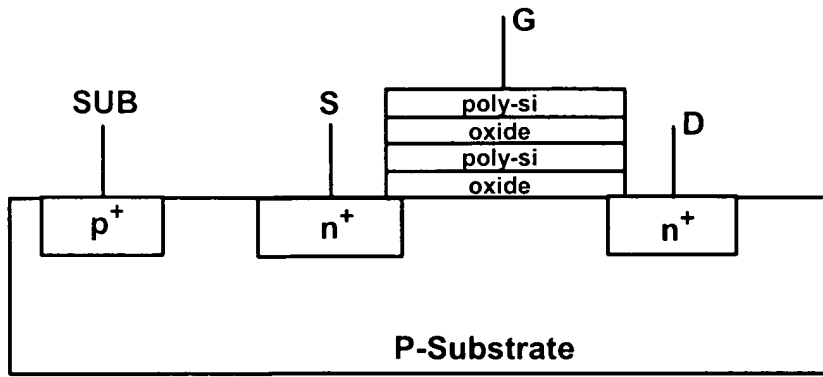 G
SUB
S
poly-si
D
oxide
poly-si
oxide
p+
n+
n+
P-Substrate